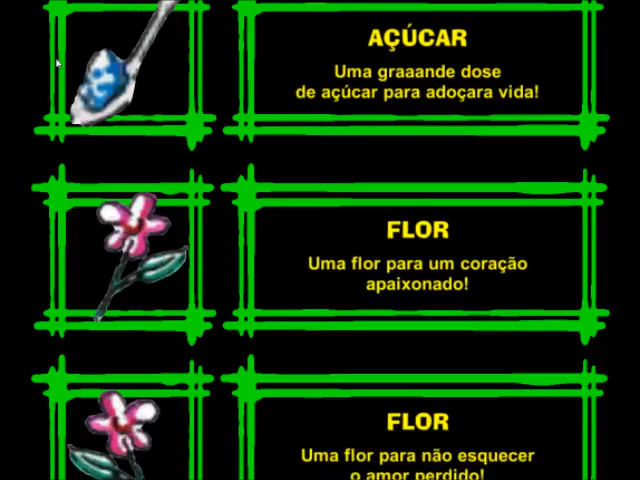 AÇÚCAR
Uma graaande dose
de açúcar para adoçara vida!
FLOR
Uma flor para um coração
apaixonado!
FLOR
Uma flor para não esquecer
o amor perdido!